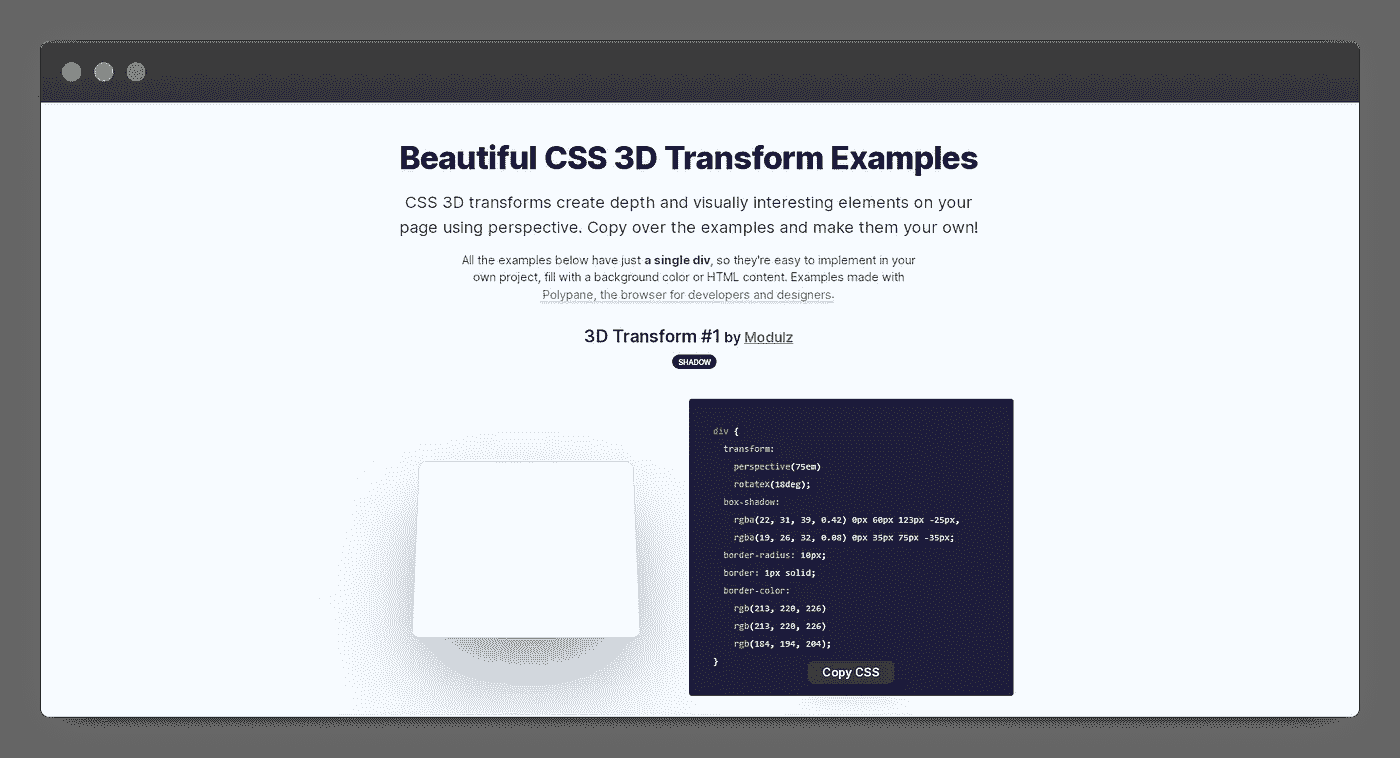 Beautiful CSS 3D Transform Examples
CSS 3D transforms create depth and visually interesting elements on your
page using perspective. Copy over the examples and make them your own!
All the examples below have just a single div, so they're easy to implement in your
own project, fill with a background color or HTML content. Examples made with
Polypane, the browser for developers and designers.
3D Transform #1 by Modulz
SHADOW
div {
transform:
perspective(75em)
rotateX(18deg);
box-shadow:
rgba(22, 31, 39, 0.42) 0px 60px 123px -25px,
rgba(19, 26, 32, 0.08) 0px 35px 75px -35px;
border-radius: 10px;
border: 1px solid;
border-color:
rgb(213, 220, 226)
rgb(213, 220, 226)
rgb(184, 194, 204);
}
Copy CSS